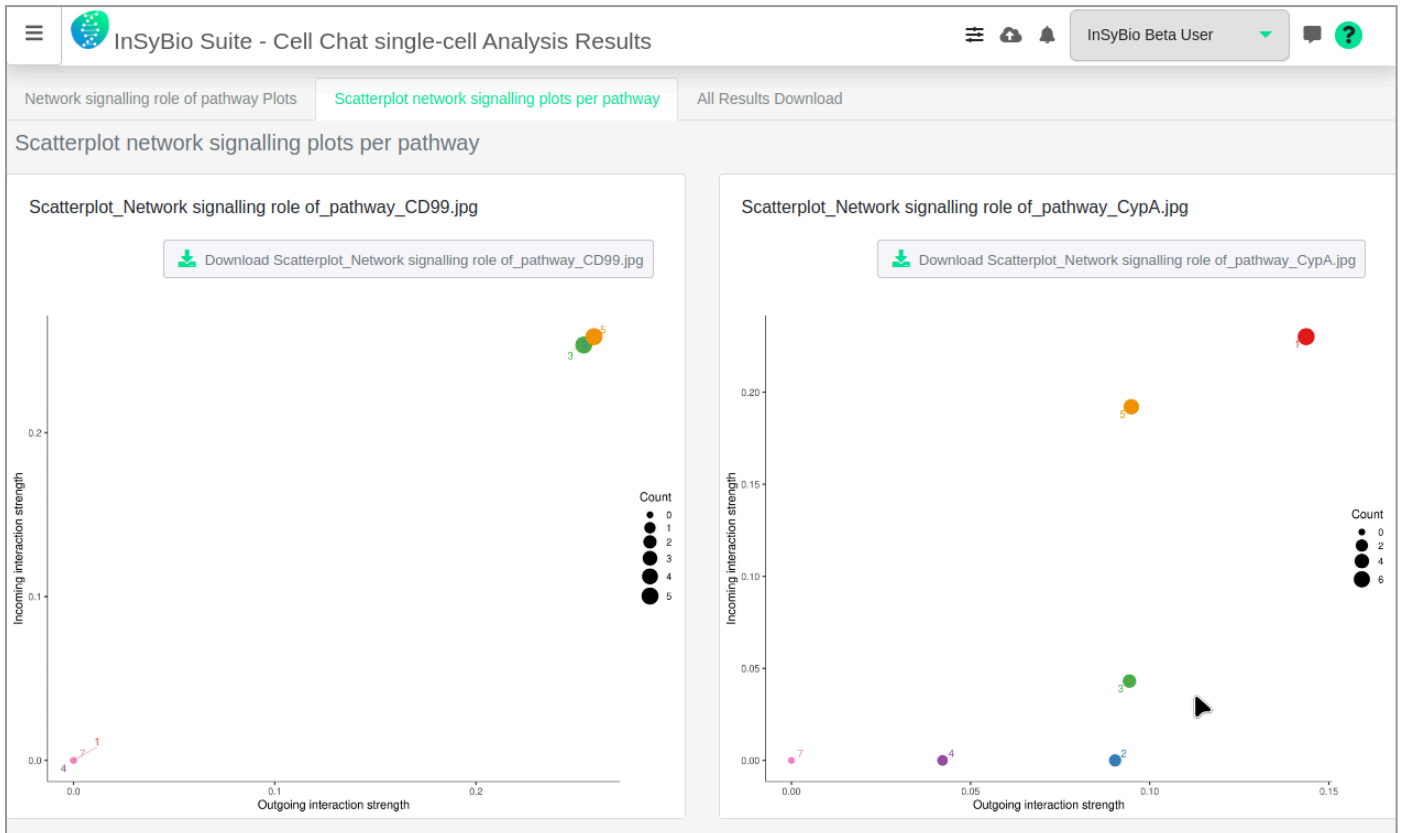 InSyBio Suite - Cell Chat single-cell Analysis Results
InSyBio Beta User
?
Network signalling role of pathway Plots
Scatterplot network signalling plots per pathway
All Results Download
Scatterplot network signalling plots per pathway
Scatterplot_Network signalling role of_pathway_CD99.jpg
Download Scatterplot_Network signalling role of_pathway_CD99.jpg
5
3
0.2
0.1
0.0
Incoming interaction strength
7
1
4
0.0
0.1
0.2
Outgoing interaction strength
Count
0
1
2
3
4
5
Scatterplot_Network signalling role of_pathway_CypA.jpg
Download Scatterplot_Network signalling role of_pathway_CypA.jpg
1
5
3
0.20
0.15
0.10
0.05
0.00
Incoming interaction strength
7
4
2
0.00
0.05
0.10
0.15
Outgoing interaction strength
Count
0
2
4
6